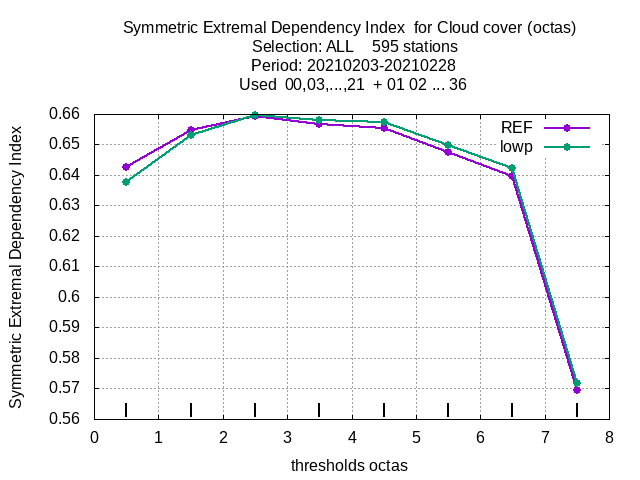 Symmetric Extremal Dependency Index  for Cloud cover (octas)
Selection: ALL    595 stations
Period: 20210203-20210228
Used  00,03,...,21  + 01 02 ... 36
REF
lowp
Symmetric Extremal Dependency Index
0.66
0.65
0.64
0.63
0.62
0.61
0.6
0.59
0.58
0.57
0.56
0 1 2 3 4 5 6 7 8
thresholds octas